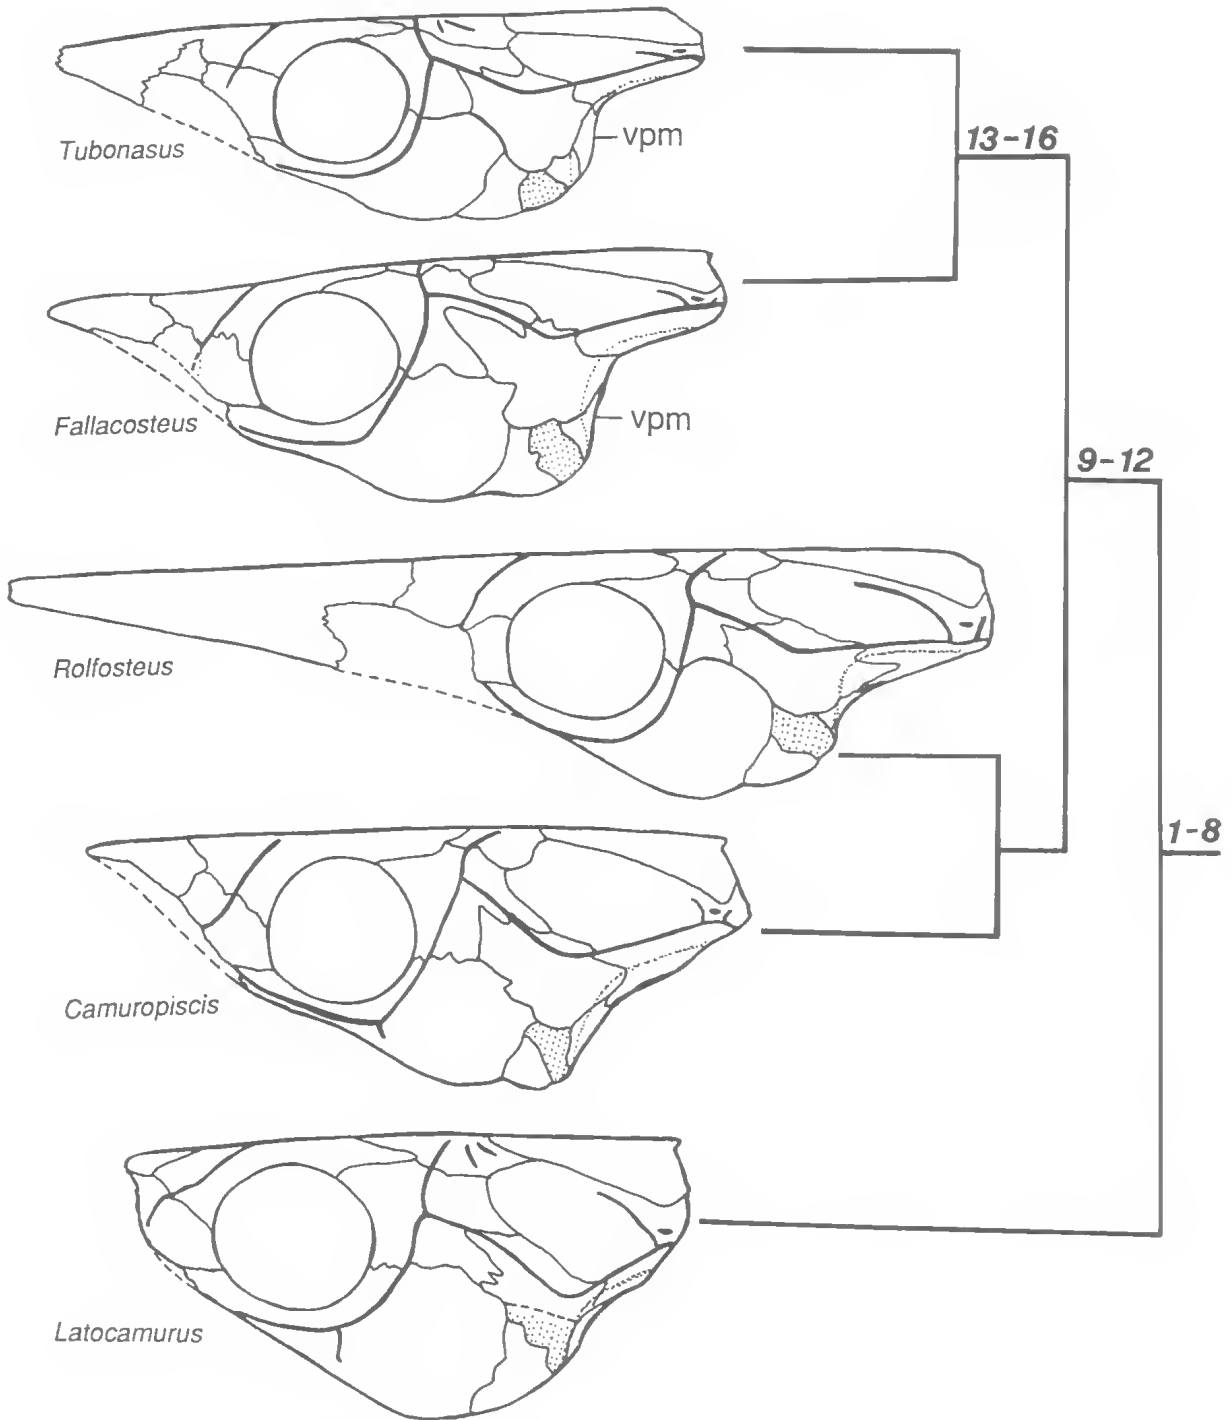 Tubonasus
vpm
13-16
Fallacosteus
vpm
9-12
Rolfosteus
1-8
Camuropiscis
Latocamurus